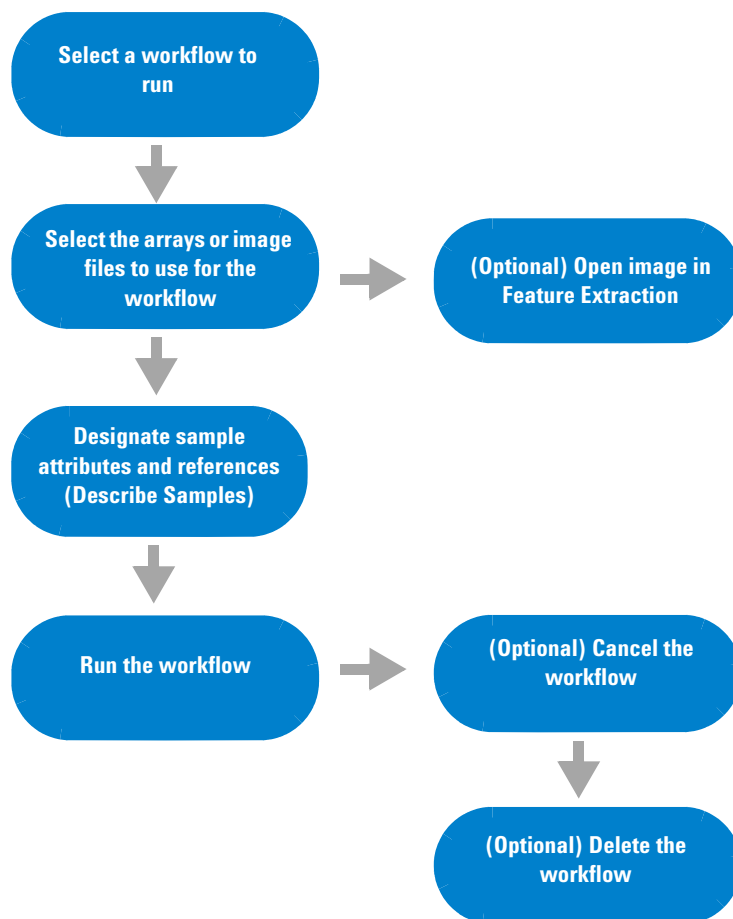 Select a workflow to
run
Select the arrays or image
files to use for the
workflow
(Optional) Open image in
Feature Extraction
Designate sample
attributes and references
(Describe Samples)
Run the workflow
(Optional) Cancel the
workflow
(Optional) Delete the
workflow